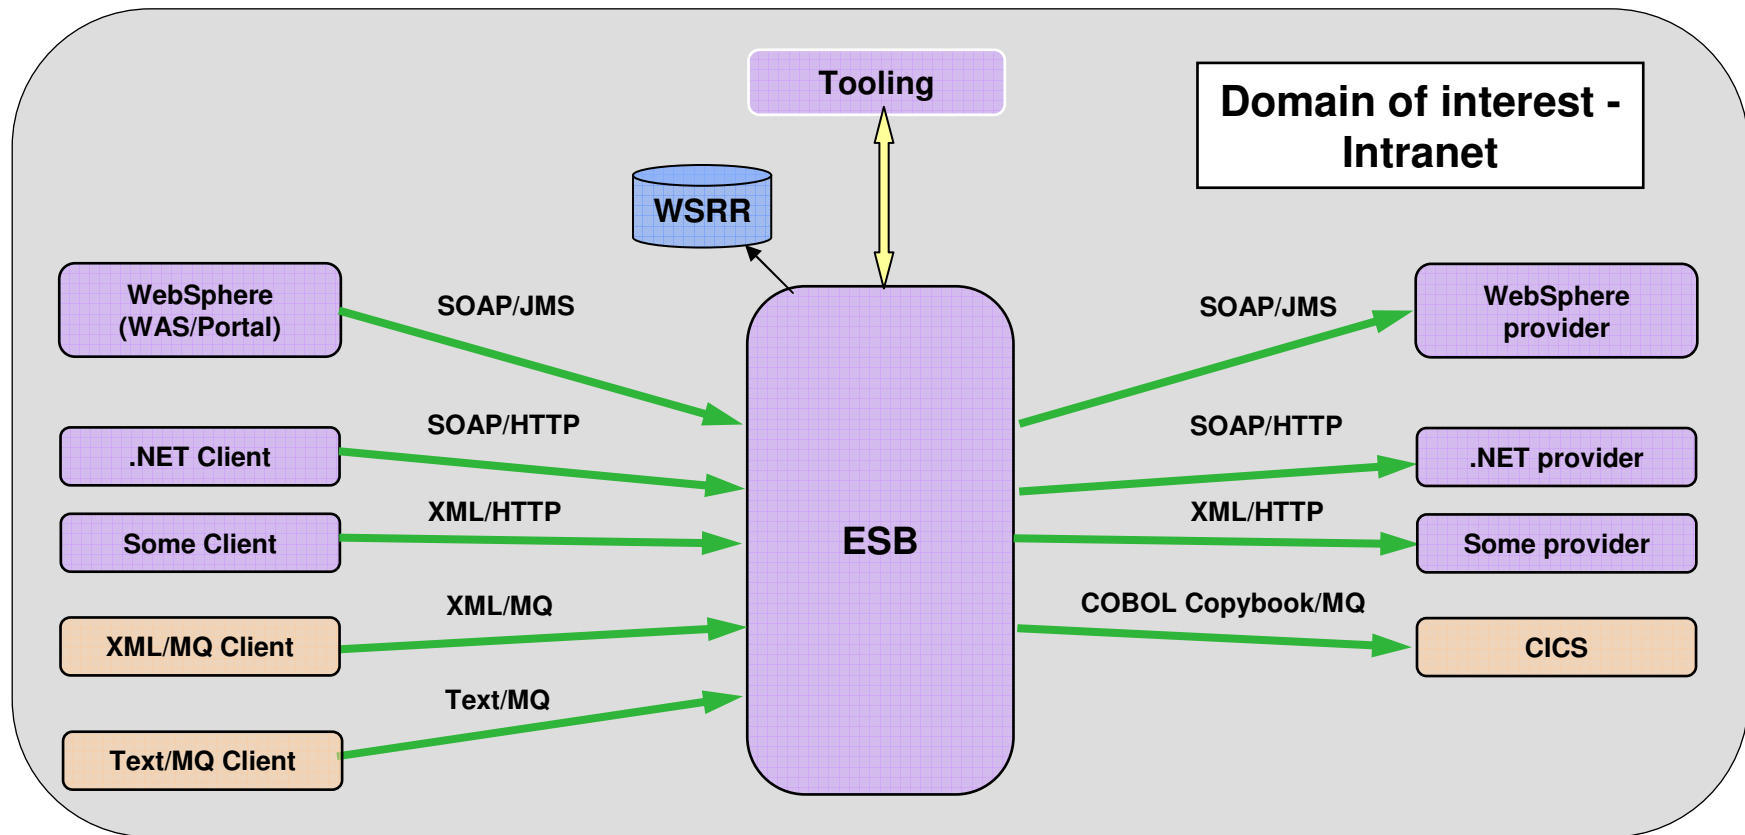 Tooling
Domain of interest -
Intranet
WSRR
WebSphere
(WAS/Portal)
SOAP/JMS
SOAP/JMS
WebSphere
provider
.NET Client
SOAP/HTTP
SOAP/HTTP
.NET provider
Some Client
XML/HTTP
ESB
XML/HTTP
Some provider
XML/MQ Client
XML/MQ
COBOL Copybook/MQ
CICS
Text/MQ Client
Text/MQ